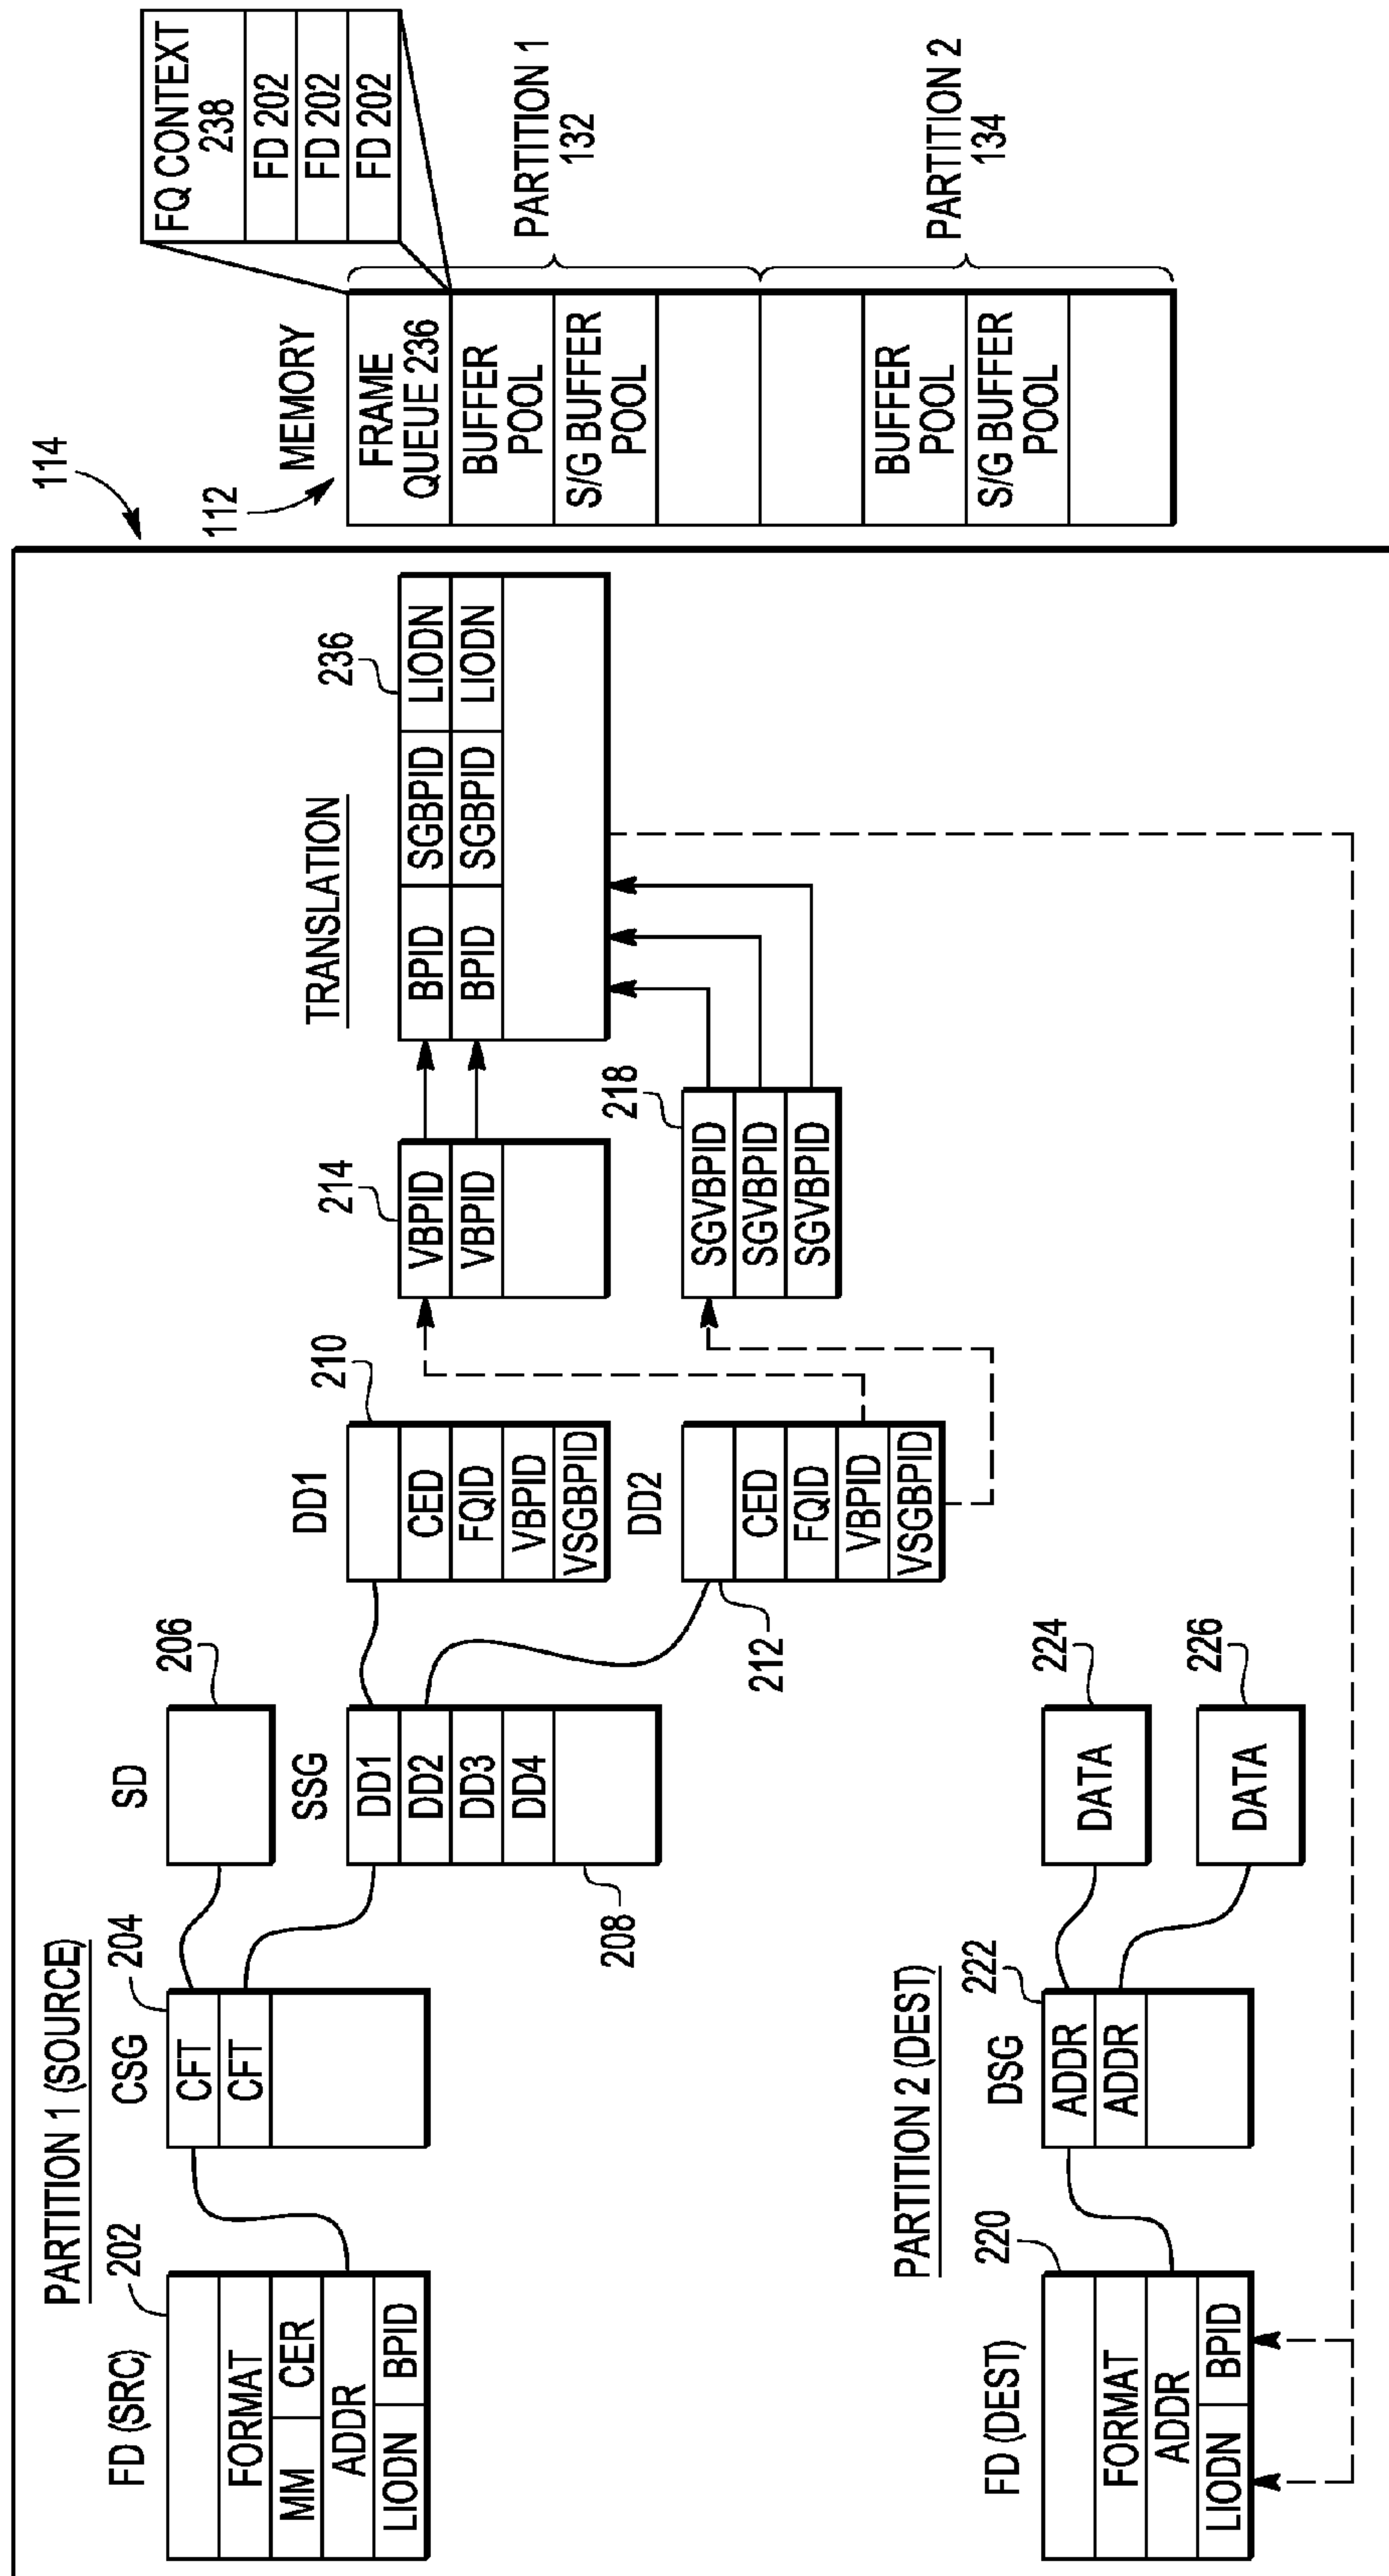 114
PARTITION 1 (SOURCE)
FD (SRC)
202
FORMAT
MM
CER
ADDR
LIODN
BPID
CSG
204
CFT
CFT
SD
206
SSG
DD1
DD2
DD3
DD4
208
DD1
210
CED
FQID
VBPID
VSGBPID
DD2
212
CED
FQID
VBPID
VSGBPID
214
VBPID
VBPID
218
SGVBPID
SGVBPID
SGVBPID
TRANSLATION
236
BPID
SGBPID
LIODN
BPID
SGBPID
LIODN
PARTITION 2 (DEST)
FD (DEST)
220
FORMAT
ADDR
LIODN
BPID
DSG
222
ADDR
ADDR
224
DATA
226
DATA
112
MEMORY
FRAME
QUEUE 236
BUFFER
POOL
S/G BUFFER
POOL
BUFFER
POOL
S/G BUFFER
POOL
FQ CONTEXT
238
FD 202
FD 202
FD 202
PARTITION 1
132
PARTITION 2
134